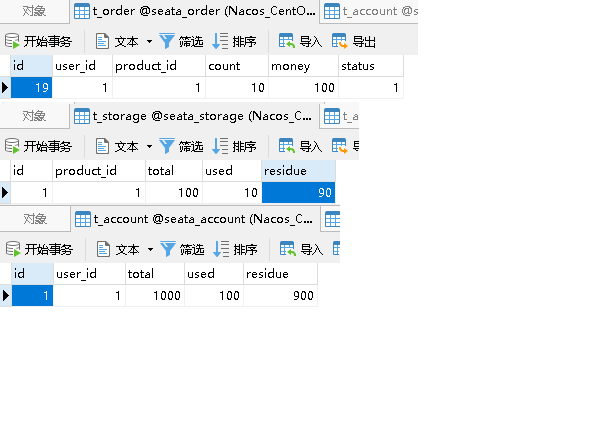 对象 t_order @seata_order (Nacos_CentO... t_account @s
开始事务 文本 筛选 排序 导入 导出
id user_id product_id count money status
19 1 1 10 100 1
对象 t_storage @seata_storage (Nacos_C... t_a
开始事务 文本 筛选 排序 导入 导
id product_id total used residue
1 1 100 10 90
对象 t_account @seata_account (Nacos_C...
开始事务 文本 筛选 排序 导入
id user_id total used residue
1 1 1000 100 900